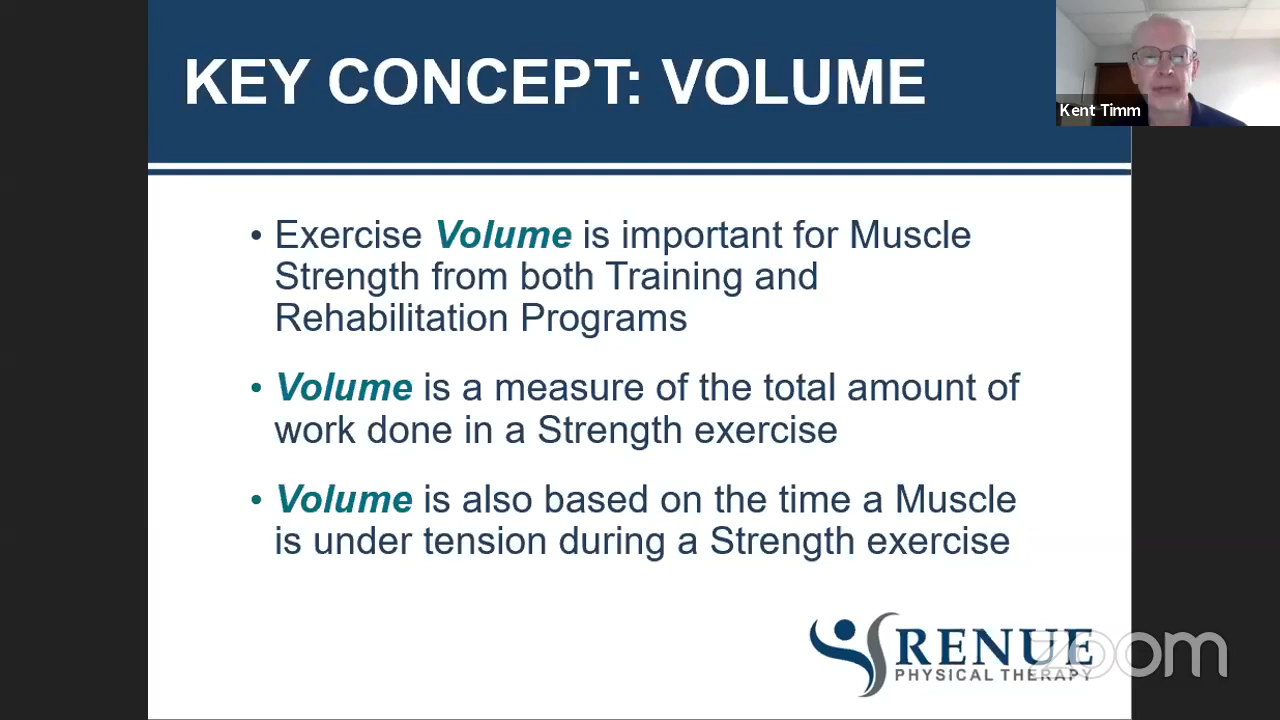 KEY CONCEPT: VOLUME
Kent Timm
• Exercise Volume is important for Muscle
Strength from both Training and
Rehabilitation Programs
• Volume is a measure of the total amount of
work done in a Strength exercise
• Volume is also based on the time a Muscle
is under tension during a Strength exercise
RENUE
PHYSICAL THERAPY
zoom